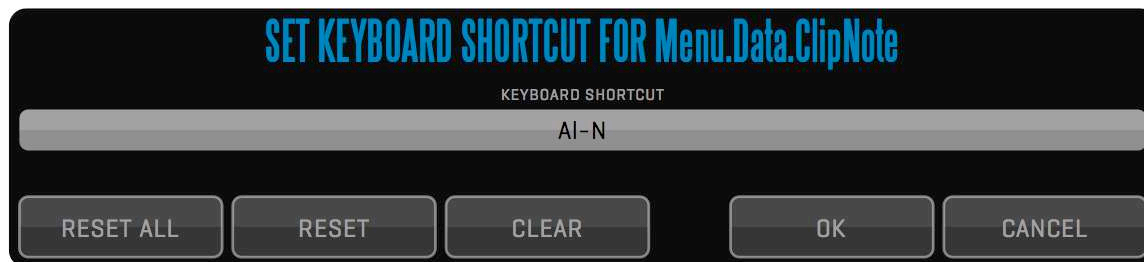 SET KEYBOARD SHORTCUT FOR Menu.Data.ClipNote
KEYBOARD SHORTCUT
Al-N
RESET ALL RESET CLEAR OK CANCEL